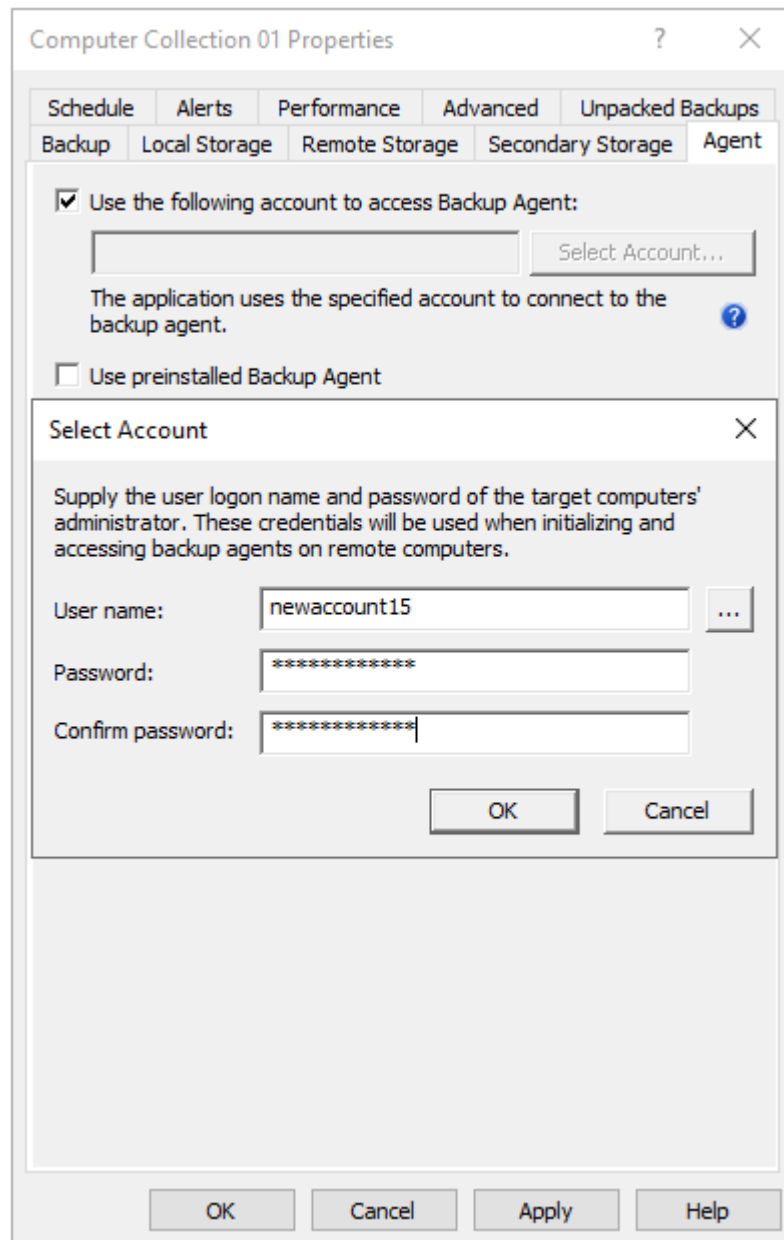 Computer Collection 01 Properties ?
Schedule Alerts Performance Advanced Unpacked Backups
Backup Local Storage Remote Storage Secondary Storage Agent
Use the following account to access Backup Agent:
Select Account...
The application uses the specified account to connect to the
backup agent.
?
Use preinstalled Backup Agent
Select Account
Supply the user logon name and password of the target computers'
administrator. These credentials will be used when initializing and
accessing backup agents on remote computers.
User name: newaccount15 ...
Password: ************
Confirm password: ************
OK Cancel
OK Cancel Apply Help